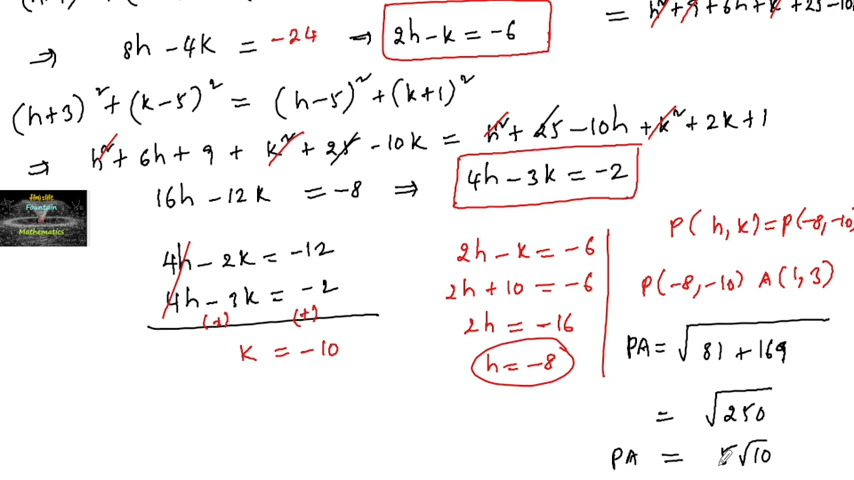 ⇒ 8h − 4k = −24 ⇒ 2h − k = −6
(h+3)² + (k−5)² = (h−5)² + (k+1)²
⇒ h² + 6h + 9 + k² + 25 − 10k = h² + 25 − 10h + k² + 2k + 1
16h − 12k = −8 ⇒ 4h − 3k = −2
Fountain
Mathematics
4h − 2k = −12
4h − 3k = −2
(+) (+)
k = −10
2h − k = −6
2h + 10 = −6
2h = −16
h = −8
P(h, k) = P(−8, −10)
P(−8, −10) A(1, 3)
PA = √81 + 169
= √250
PA = 5√10